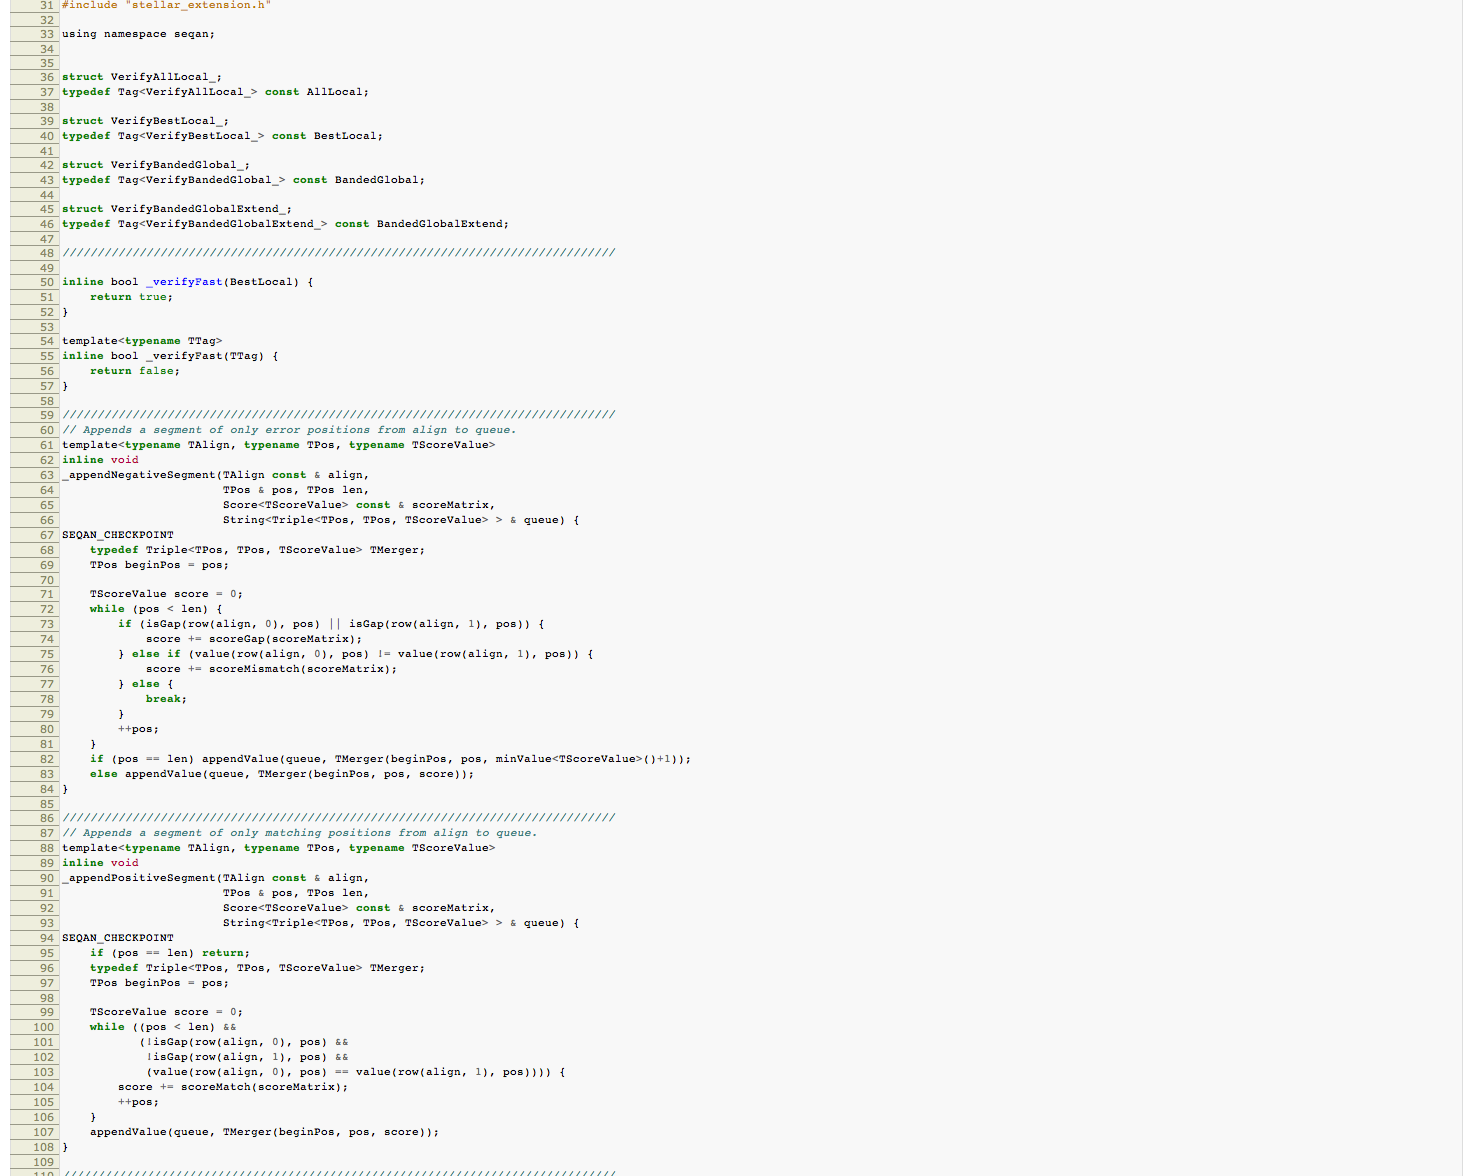 31 #include "stellar_extension.h"
32
33 using namespace seqan;
34
35
36 struct VerifyAllLocal_;
37 typedef Tag<VerifyAllLocal_> const AllLocal;
38
39 struct VerifyBestLocal_;
40 typedef Tag<VerifyBestLocal_> const BestLocal;
41
42 struct VerifyBandedGlobal_;
43 typedef Tag<VerifyBandedGlobal_> const BandedGlobal;
44
45 struct VerifyBandedGlobalExtend_;
46 typedef Tag<VerifyBandedGlobalExtend_> const BandedGlobalExtend;
47
48 ///////////////////////////////////////////////////////////////////////////////
49
50 inline bool _verifyFast(BestLocal) {
51     return true;
52 }
53
54 template<typename TTag>
55 inline bool _verifyFast(TTag) {
56     return false;
57 }
58
59 ///////////////////////////////////////////////////////////////////////////////
60 // Appends a segment of only error positions from align to queue.
61 template<typename TAlign, typename TPos, typename TScoreValue>
62 inline void
63 _appendNegativeSegment(TAlign const & align,
64                        TPos & pos, TPos len,
65                        Score<TScoreValue> const & scoreMatrix,
66                        String<Triple<TPos, TPos, TScoreValue> > & queue) {
67 SEQAN_CHECKPOINT
68     typedef Triple<TPos, TPos, TScoreValue> TMerger;
69     TPos beginPos = pos;
70
71     TScoreValue score = 0;
72     while (pos < len) {
73         if (isGap(row(align, 0), pos) || isGap(row(align, 1), pos)) {
74             score += scoreGap(scoreMatrix);
75         } else if (value(row(align, 0), pos) != value(row(align, 1), pos)) {
76             score += scoreMismatch(scoreMatrix);
77         } else {
78             break;
79         }
80         ++pos;
81     }
82     if (pos == len) appendValue(queue, TMerger(beginPos, pos, minValue<TScoreValue>()+1));
83     else appendValue(queue, TMerger(beginPos, pos, score));
84 }
85
86 ///////////////////////////////////////////////////////////////////////////////
87 // Appends a segment of only matching positions from align to queue.
88 template<typename TAlign, typename TPos, typename TScoreValue>
89 inline void
90 _appendPositiveSegment(TAlign const & align,
91                        TPos & pos, TPos len,
92                        Score<TScoreValue> const & scoreMatrix,
93                        String<Triple<TPos, TPos, TScoreValue> > & queue) {
94 SEQAN_CHECKPOINT
95     if (pos == len) return;
96     typedef Triple<TPos, TPos, TScoreValue> TMerger;
97     TPos beginPos = pos;
98
99     TScoreValue score = 0;
100     while ((pos < len) &&
101            (!isGap(row(align, 0), pos) &&
102             !isGap(row(align, 1), pos) &&
103             (value(row(align, 0), pos) == value(row(align, 1), pos)))) {
104         score += scoreMatch(scoreMatrix);
105         ++pos;
106     }
107     appendValue(queue, TMerger(beginPos, pos, score));
108 }
109
110 ///////////////////////////////////////////////////////////////////////////////